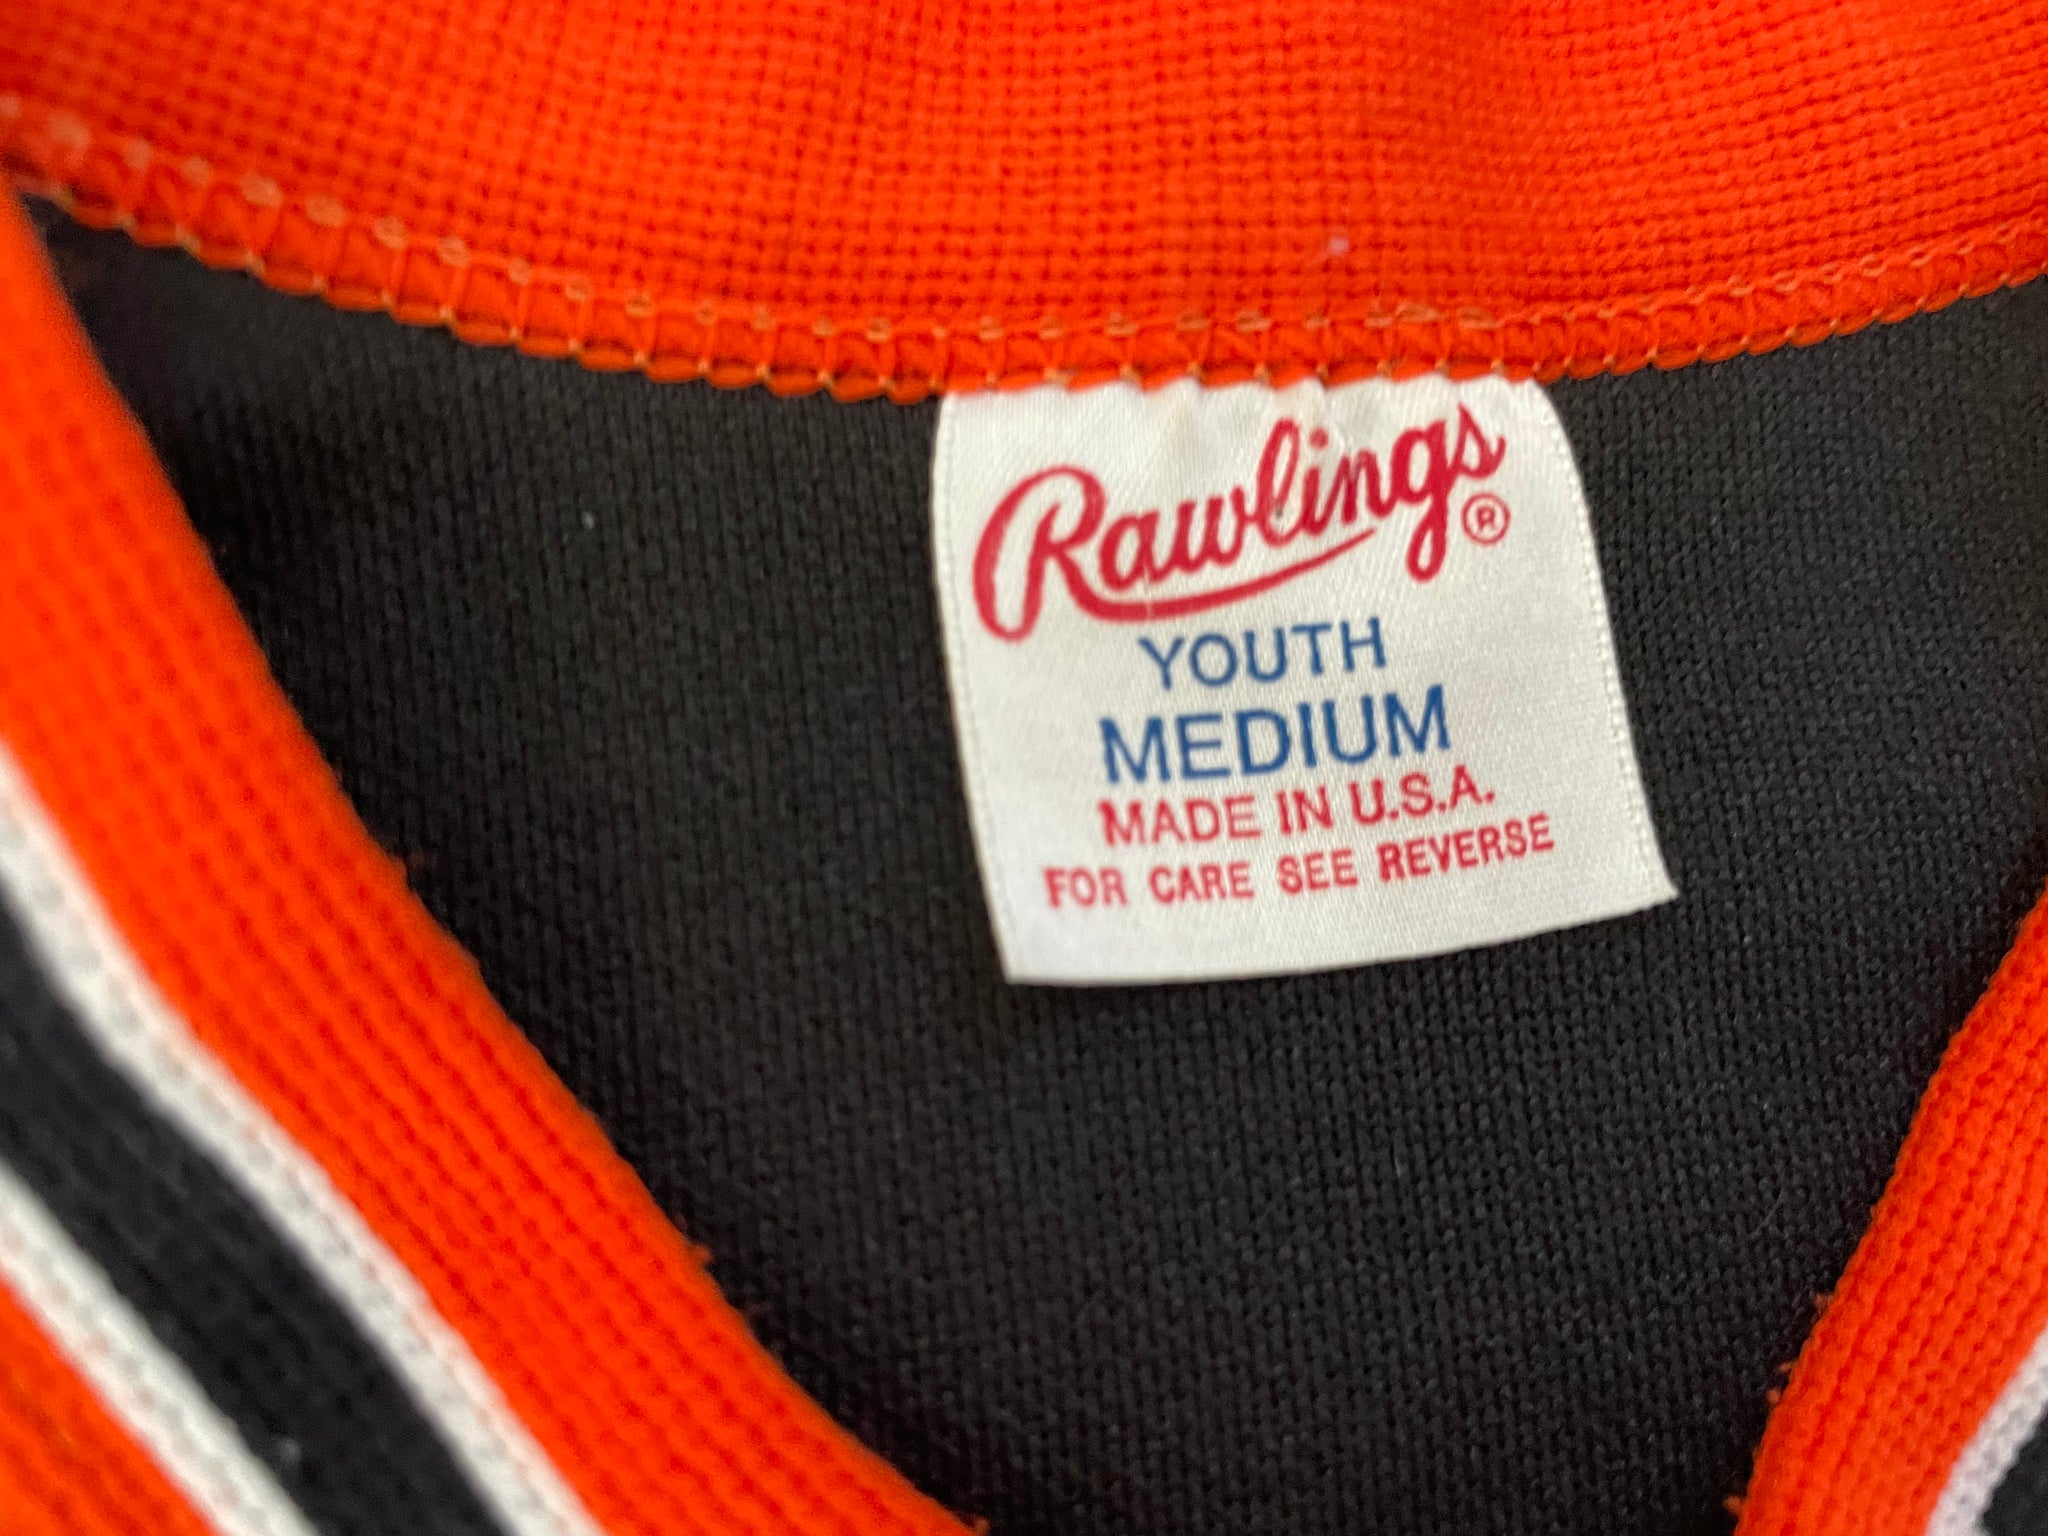 Rawlings®
YOUTH
MEDIUM
MADE IN U.S.A.
FOR CARE SEE REVERSE